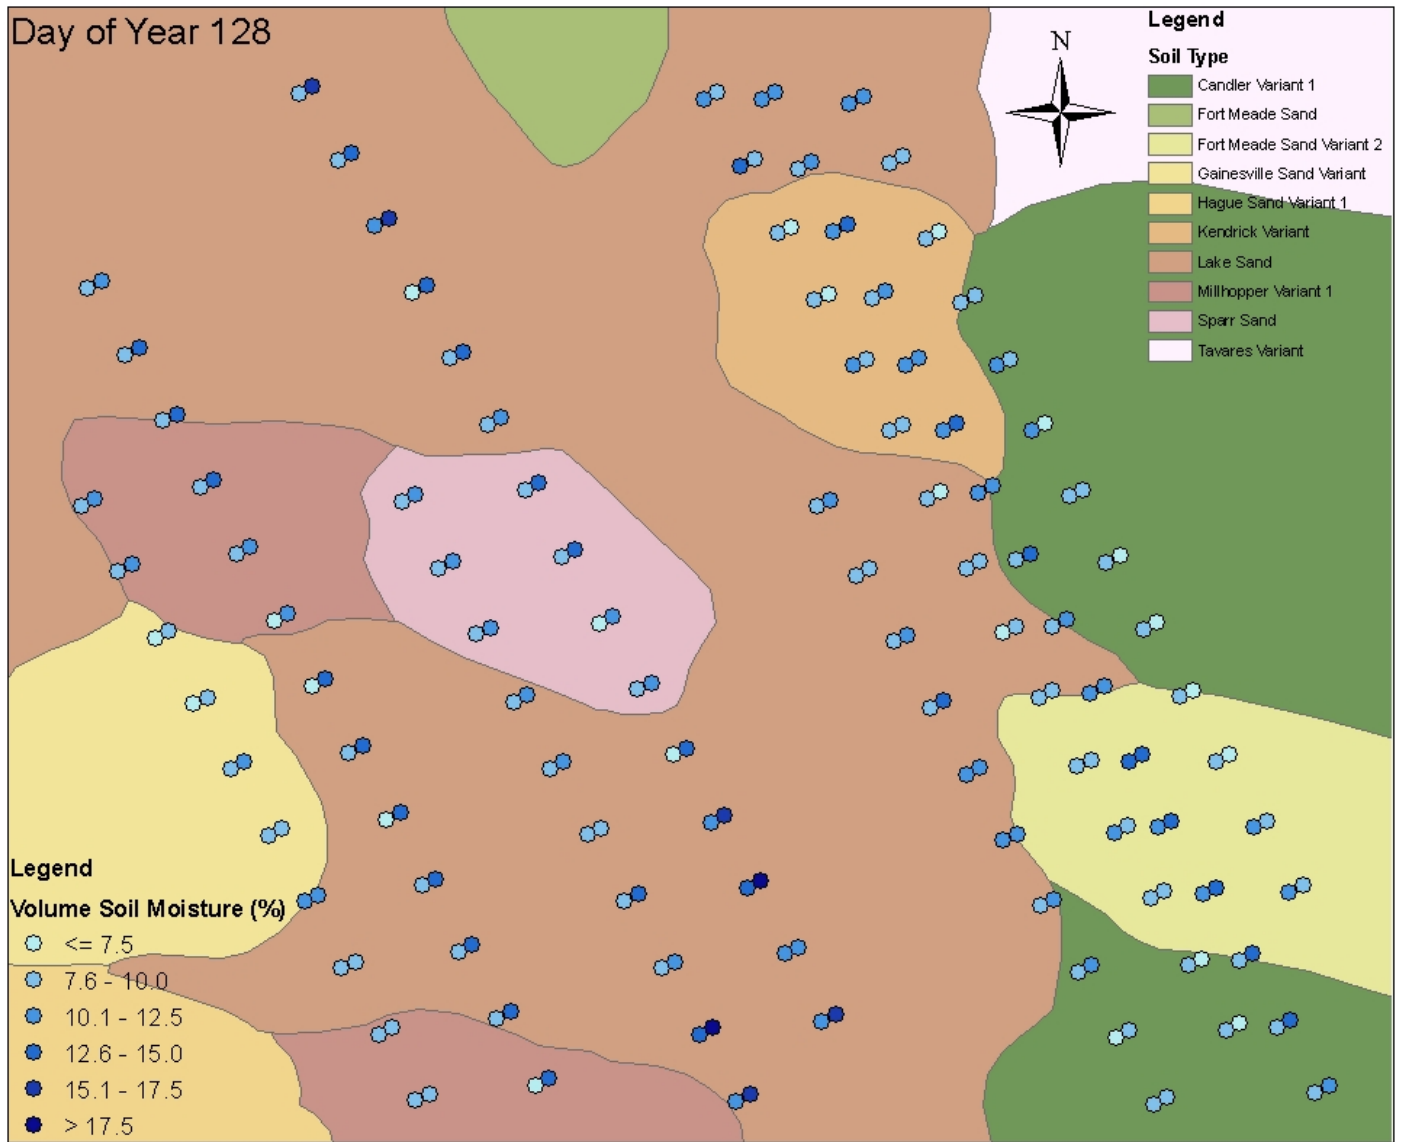 Day of Year 128
N
Legend
Soil Type
Candler Variant 1
Fort Meade Sand
Fort Meade Sand Variant 2
Gainesville Sand Variant
Hague Sand Variant 1
Kendrick Variant
Lake Sand
Millhopper Variant 1
Sparr Sand
Tavares Variant
Legend
Volume Soil Moisture (%)
<= 7.5
7.6 - 10.0
10.1 - 12.5
12.6 - 15.0
15.1 - 17.5
> 17.5